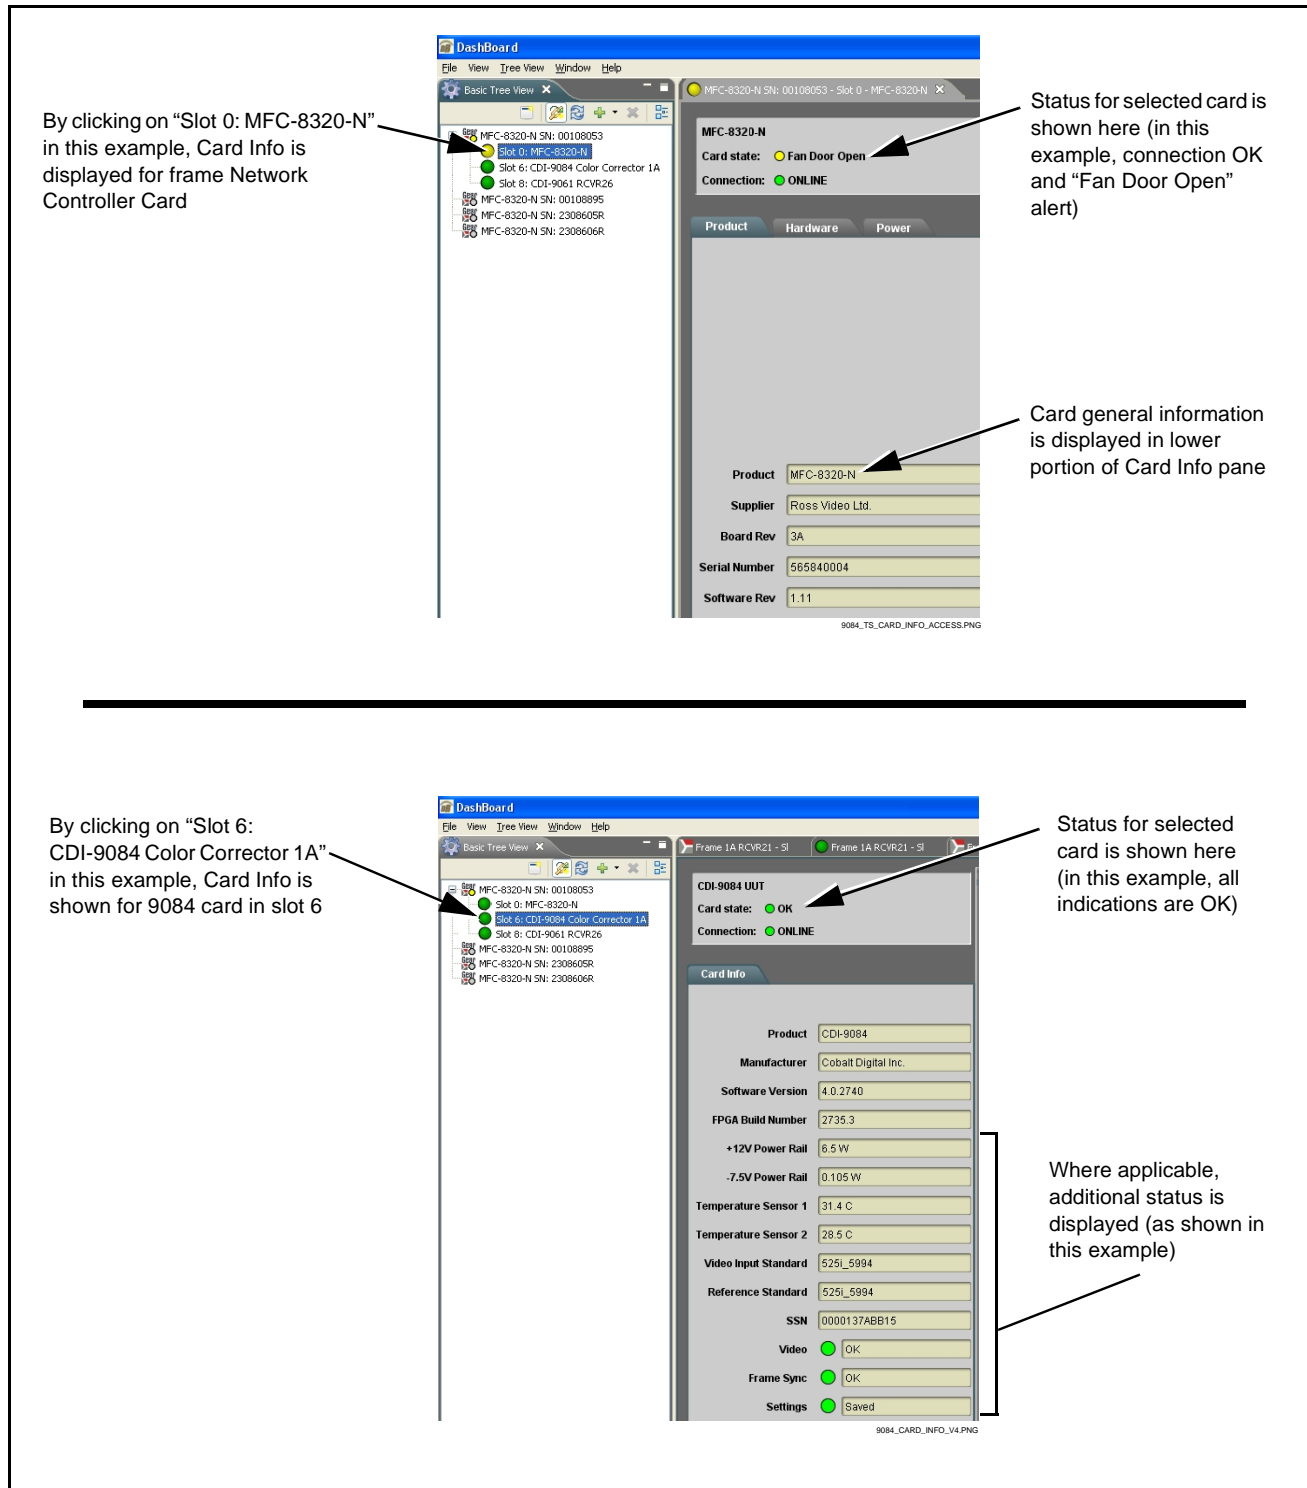 DashBoard
File View Tree View Window Help
Basic Tree View
MFC-8320-N SN: 00108053 - Slot 0 - MFC-8320-N
By clicking on “Slot 0: MFC-8320-N”
in this example, Card Info is
displayed for frame Network
Controller Card
MFC-8320-N SN: 00108053
Slot 0: MFC-8320-N
Slot 6: CDI-9084 Color Corrector 1A
Slot 8: CDI-9061 RCVR26
MFC-8320-N SN: 00108895
MFC-8320-N SN: 2308605R
MFC-8320-N SN: 2308606R
MFC-8320-N
Card state: Fan Door Open
Connection: ONLINE
Status for selected card is
shown here (in this
example, connection OK
and “Fan Door Open”
alert)
Product Hardware Power
Card general information
is displayed in lower
portion of Card Info pane
Product MFC-8320-N
Supplier Ross Video Ltd.
Board Rev 3A
Serial Number 565840004
Software Rev 1.11
9084_TS_CARD_INFO_ACCESS.PNG
DashBoard
File View Tree View Window Help
Basic Tree View
Frame 1A RCVR21 - Sl Frame 1A RCVR21 - Sl
By clicking on “Slot 6:
CDI-9084 Color Corrector 1A”
in this example, Card Info is
shown for 9084 card in slot 6
MFC-8320-N SN: 00108053
Slot 0: MFC-8320-N
Slot 6: CDI-9084 Color Corrector 1A
Slot 8: CDI-9061 RCVR26
MFC-8320-N SN: 00108895
MFC-8320-N SN: 2308605R
MFC-8320-N SN: 2308606R
CDI-9084 UUT
Card state: OK
Connection: ONLINE
Status for selected
card is shown here
(in this example, all
indications are OK)
Card Info
Product CDI-9084
Manufacturer Cobalt Digital Inc.
Software Version 4.0.2740
FPGA Build Number 2735.3
+12V Power Rail 6.5 W
-7.5V Power Rail 0.105 W
Temperature Sensor 1 31.4 C
Temperature Sensor 2 28.5 C
Video Input Standard 525i_5994
Reference Standard 525i_5994
SSN 0000137ABB15
Video OK
Frame Sync OK
Settings Saved
Where applicable,
additional status is
displayed (as shown in
this example)
9084_CARD_INFO_V4.PNG